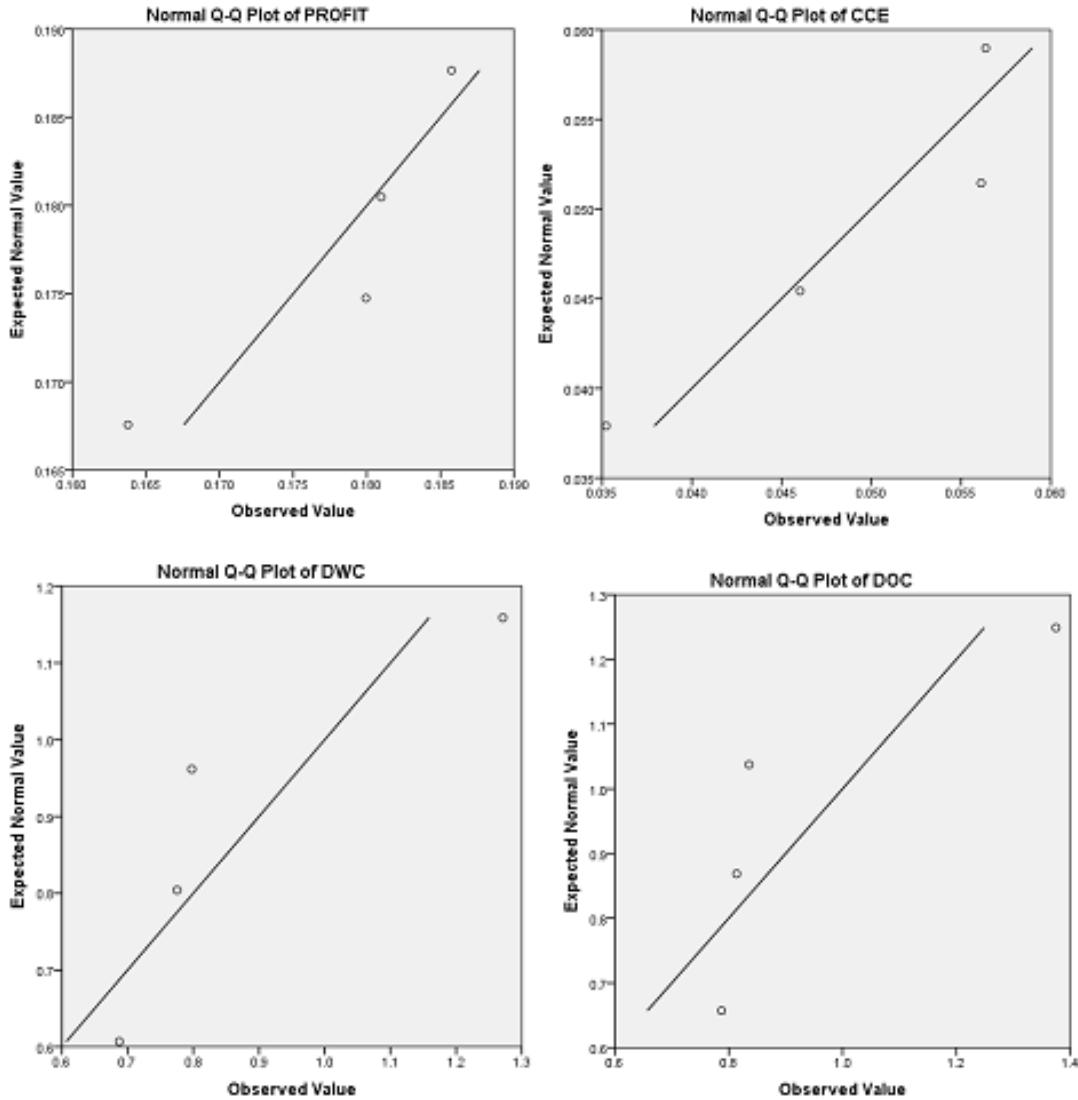 Normal Q-Q Plot of PROFIT
Expected Normal Value
0.190
0.185
0.180
0.175
0.170
0.165
0.160 0.165 0.170 0.175 0.180 0.185 0.190
Observed Value
Normal Q-Q Plot of CCE
Expected Normal Value
0.060
0.055
0.050
0.045
0.040
0.035
0.035 0.040 0.045 0.050 0.055 0.060
Observed Value
Normal Q-Q Plot of DWC
Expected Normal Value
1.2
1.1
1.0
0.9
0.8
0.7
0.6
0.6 0.7 0.8 0.9 1.0 1.1 1.2 1.3
Observed Value
Normal Q-Q Plot of DOC
Expected Normal Value
1.3
1.2
1.1
1.0
0.9
0.8
0.7
0.6
0.6 0.8 1.0 1.2 1.4
Observed Value